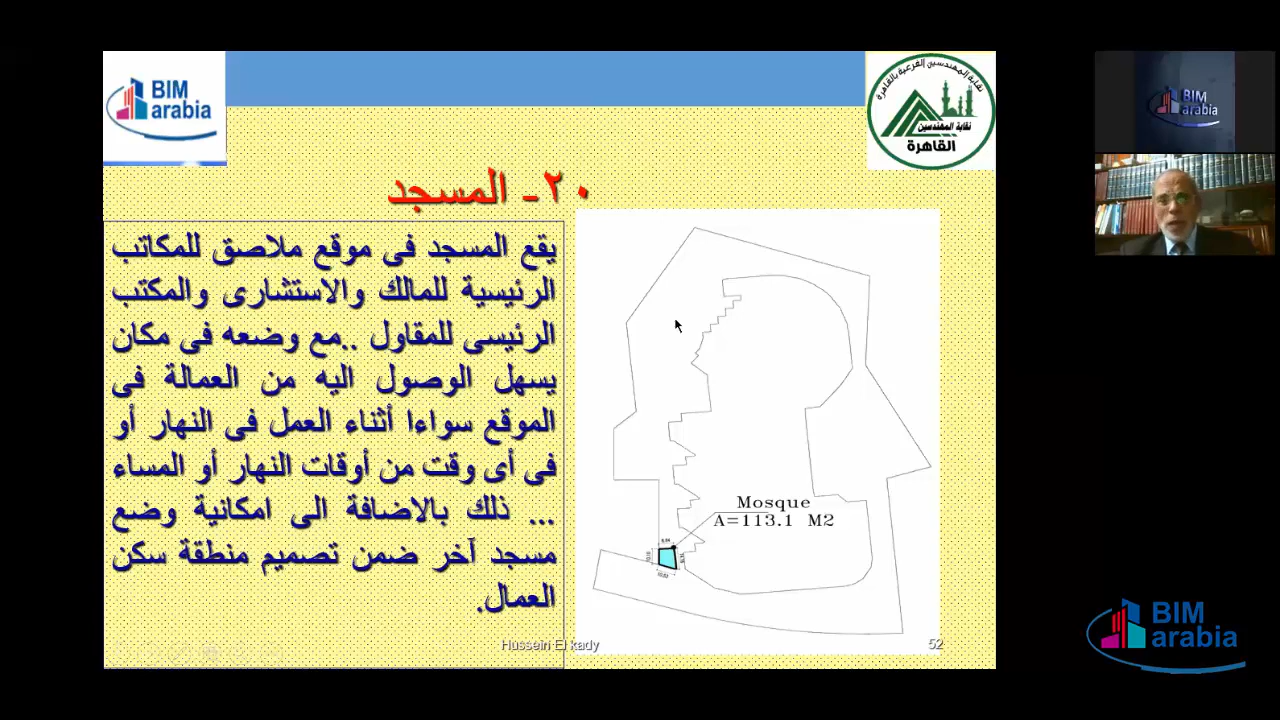 BIM
arabia
نقابة المهندسين الفرعية بالقاهرة
نقابة المهندسين
القاهرة
٢٠- المسجد
يقع المسجد فى موقع ملاصق للمكاتب
الرئيسية للمالك والاستشارى والمكتب
الرئيسى للمقاول ..مع وضعه فى مكان
يسهل الوصول اليه من العمالة فى
الموقع سواءا أثناء العمل فى النهار أو
فى أى وقت من أوقات النهار أو المساء
... ذلك بالاضافة الى امكانية وضع
مسجد آخر ضمن تصميم منطقة سكن
العمال.
Mosque
A=113.1 M2
Hussein El kady
52
BIM
arabia
BIM
arabia